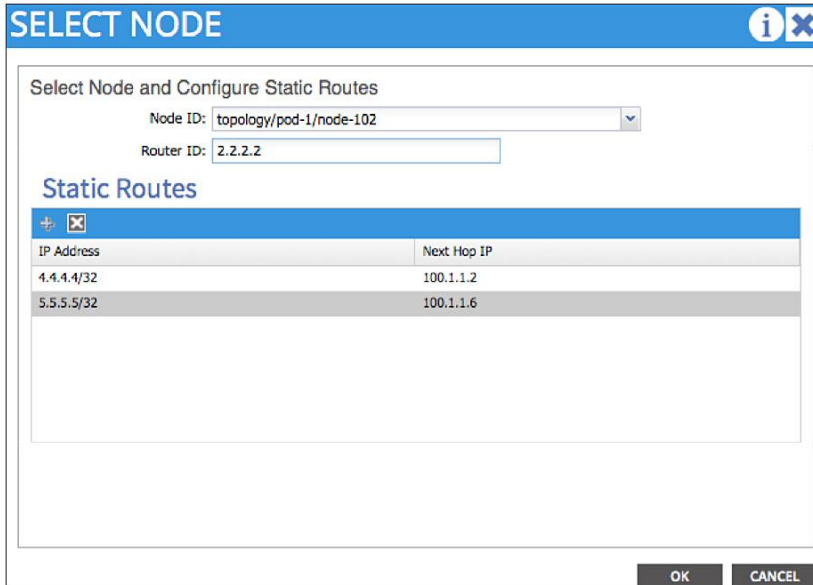 SELECT NODE i
Select Node and Configure Static Routes
Node ID: topology/pod-1/node-102
Router ID: 2.2.2.2
Static Routes
IP Address Next Hop IP
4.4.4.4/32 100.1.1.2
5.5.5.5/32 100.1.1.6
OK CANCEL